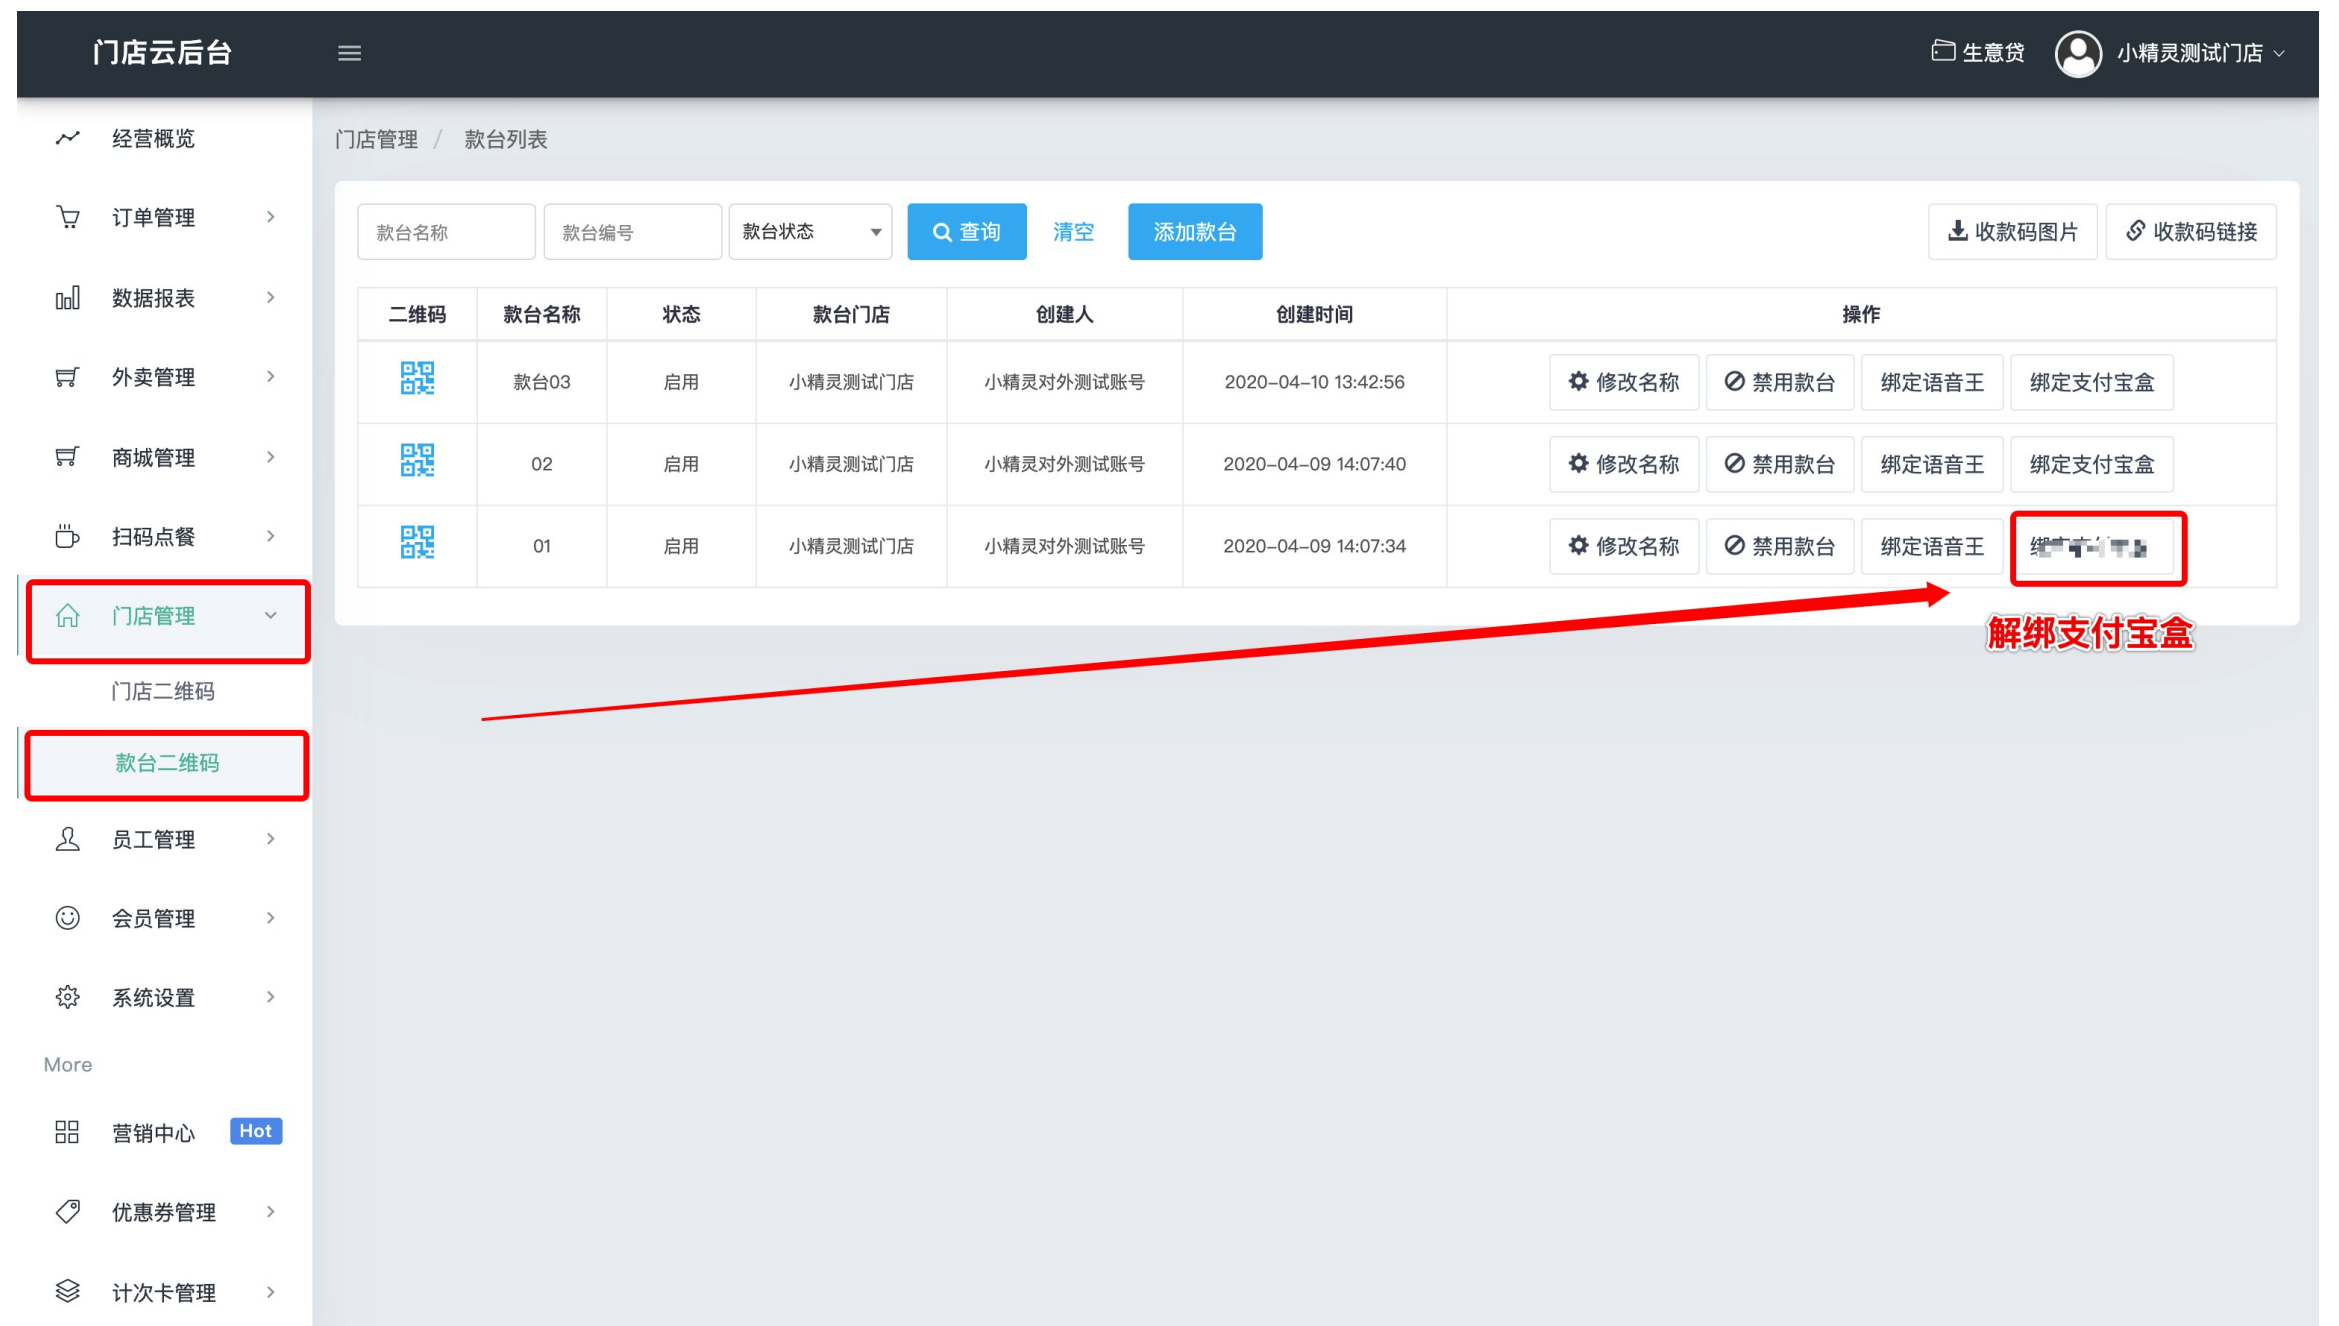 门店云后台
生意贷
小精灵测试门店
经营概览
订单管理
数据报表
外卖管理
商城管理
扫码点餐
门店管理
门店二维码
款台二维码
员工管理
会员管理
系统设置
More
营销中心 Hot
优惠券管理
计次卡管理
门店管理 / 款台列表
款台名称 款台编号 款台状态 查询 清空 添加款台 收款码图片 收款码链接
二维码 款台名称 状态 款台门店 创建人 创建时间 操作
款台03 启用 小精灵测试门店 小精灵对外测试账号 2020-04-10 13:42:56 修改名称 禁用款台 绑定语音王 绑定支付宝盒
02 启用 小精灵测试门店 小精灵对外测试账号 2020-04-09 14:07:40 修改名称 禁用款台 绑定语音王 绑定支付宝盒
01 启用 小精灵测试门店 小精灵对外测试账号 2020-04-09 14:07:34 修改名称 禁用款台 绑定语音王
解绑支付宝盒